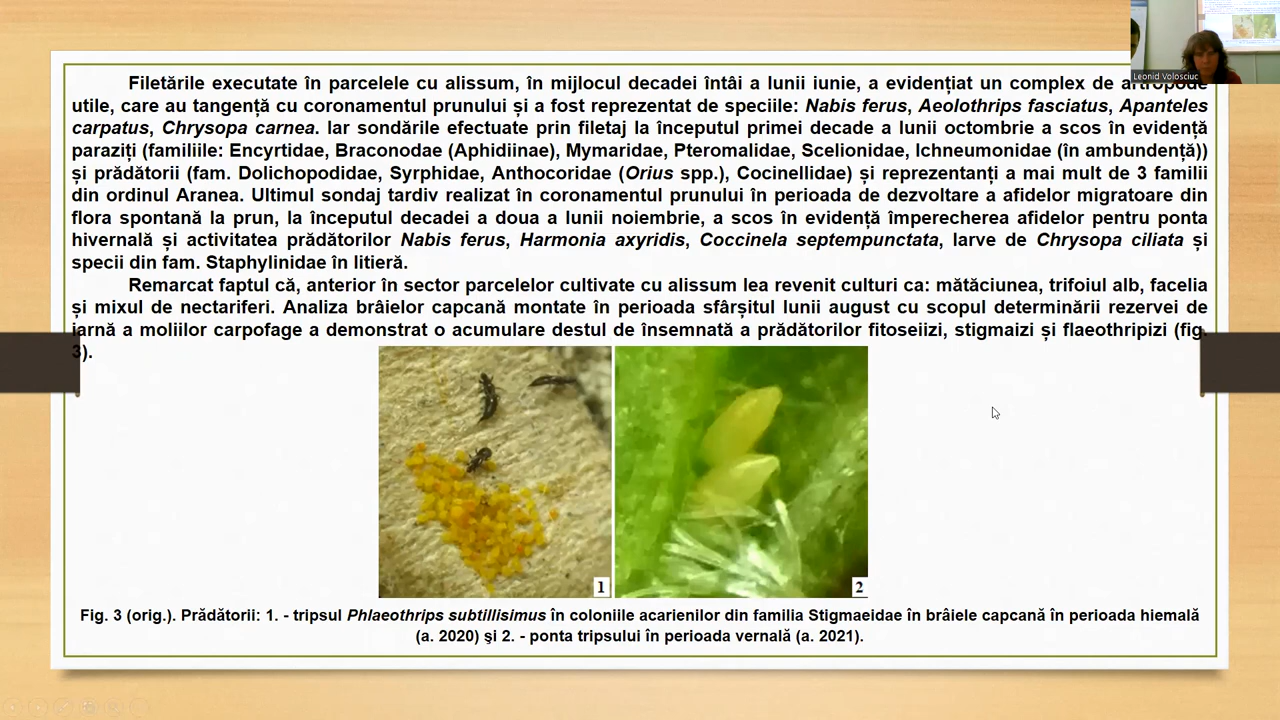 Leonid Volosciuc
Filetările executate în parcelele cu alissum, în mijlocul decadei întâi a lunii iunie, a evidențiat un complex de artropode
utile, care au tangență cu coronamentul prunului și a fost reprezentat de speciile: Nabis ferus, Aeolothrips fasciatus, Apanteles
carpatus, Chrysopa carnea. Iar sondările efectuate prin filetaj la începutul primei decade a lunii octombrie a scos în evidență
paraziți (familiile: Encyrtidae, Braconodae (Aphidiinae), Mymaridae, Pteromalidae, Scelionidae, Ichneumonidae (în ambundență))
și prădătorii (fam. Dolichopodidae, Syrphidae, Anthocoridae (Orius spp.), Cocinellidae) și reprezentanți a mai mult de 3 familii
din ordinul Aranea. Ultimul sondaj tardiv realizat în coronamentul prunului în perioada de dezvoltare a afidelor migratoare din
flora spontană la prun, la începutul decadei a doua a lunii noiembrie, a scos în evidență împerecherea afidelor pentru ponta
hivernală și activitatea prădătorilor Nabis ferus, Harmonia axyridis, Coccinela septempunctata, larve de Chrysopa ciliata și
specii din fam. Staphylinidae în litieră.
Remarcat faptul că, anterior în sector parcelelor cultivate cu alissum lea revenit culturi ca: mătăciunea, trifoiul alb, facelia
și mixul de nectariferi. Analiza brâielor capcană montate în perioada sfârșitul lunii august cu scopul determinării rezervei de
iarnă a moliilor carpofage a demonstrat o acumulare destul de însemnată a prădătorilor fitoseiizi, stigmaizi și flaeothripizi (fig.
3).
1
2
Fig. 3 (orig.). Prădătorii: 1. - tripsul Phlaeothrips subtillisimus în coloniile acarienilor din familia Stigmaeidae în brâiele capcană în perioada hiemală
(a. 2020) şi 2. - ponta tripsului în perioada vernală (a. 2021).